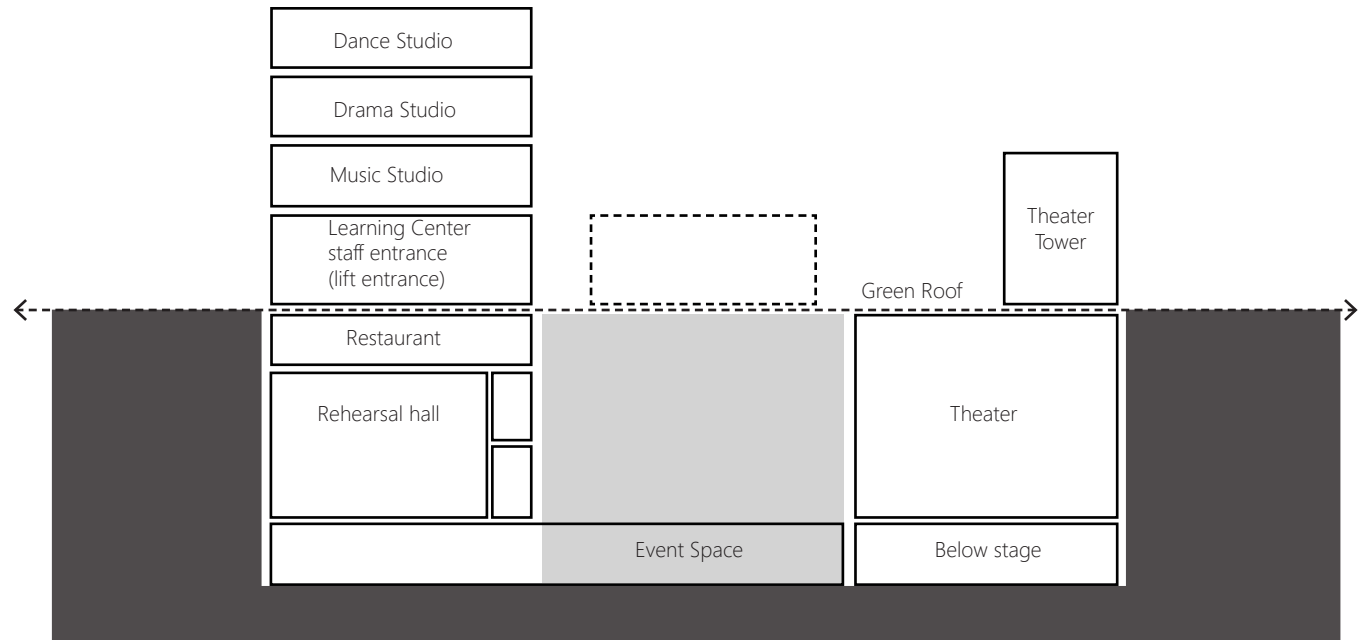 Dance Studio
Drama Studio
Music Studio
Learning Center
staff entrance
(lift entrance)
Theater
Tower
Green Roof
Restaurant
Rehearsal hall
Theater
Event Space
Below stage